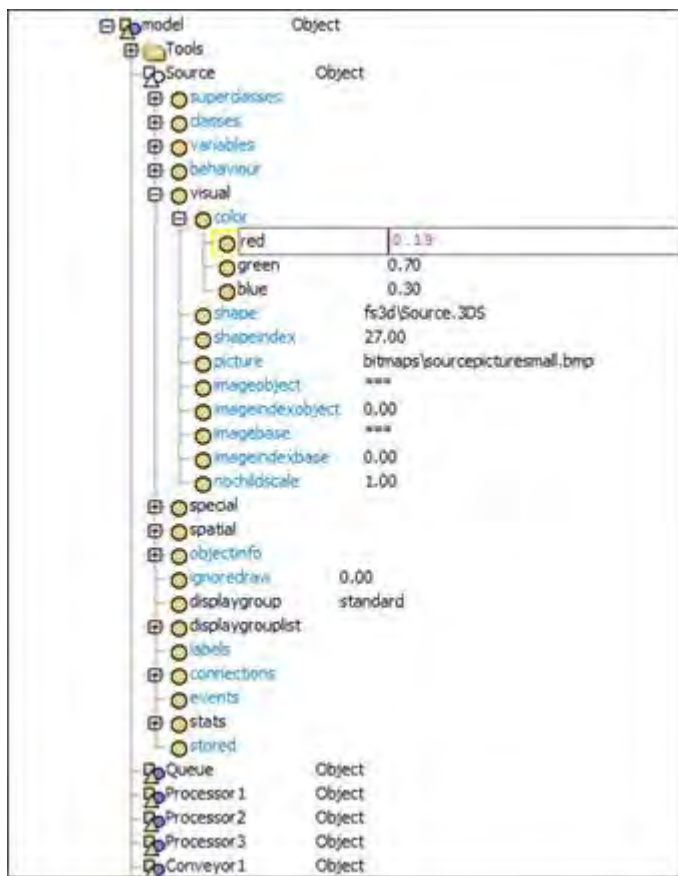 model Object
Tools
Source Object
superclasses
classes
variables
behaviour
visual
color
red 0.19
green 0.70
blue 0.30
shape fs3d\Source.3DS
shapeindex 27.00
picture bitmaps\sourcepicturesmall.bmp
imageobject ***
imageindexobject 0.00
imagebase ***
imageindexbase 0.00
nochildscale 1.00
special
spatial
objectinfo
ignoredraw 0.00
displaygroup standard
displaygrouplist
labels
connections
events
stats
stored
Queue Object
Processor1 Object
Processor2 Object
Processor3 Object
Conveyor1 Object